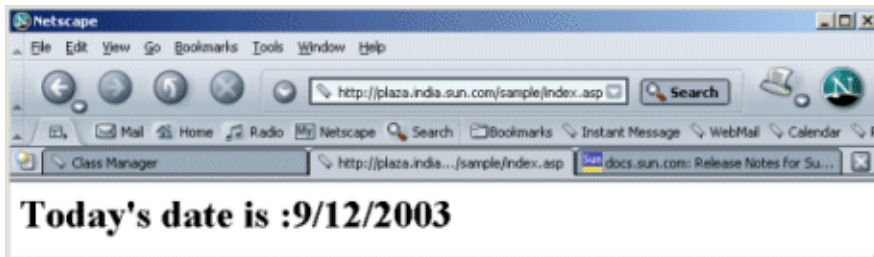 Netscape
File Edit View Go Bookmarks Tools Window Help
http://plaza.india.sun.com/sample/index.asp Search N
Mail Home Radio My Netscape Search Bookmarks Instant Message WebMail Calendar
Class Manager http://plaza.india.../sample/index.asp Sun docs.sun.com: Release Notes for Su...
Today's date is :9/12/2003